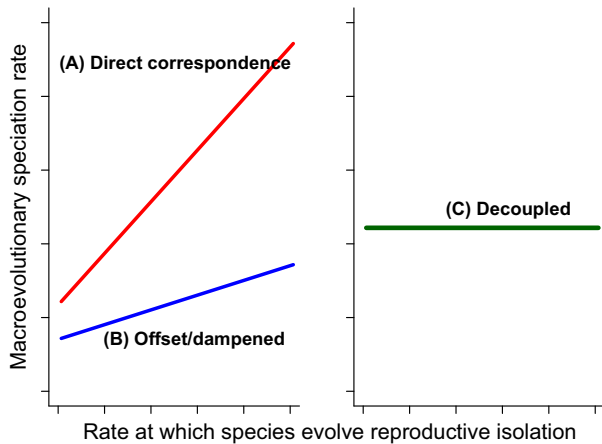 Macroevolutionary speciation rate
(A) Direct correspondence
(B) Offset/dampened
(C) Decoupled
Rate at which species evolve reproductive isolation